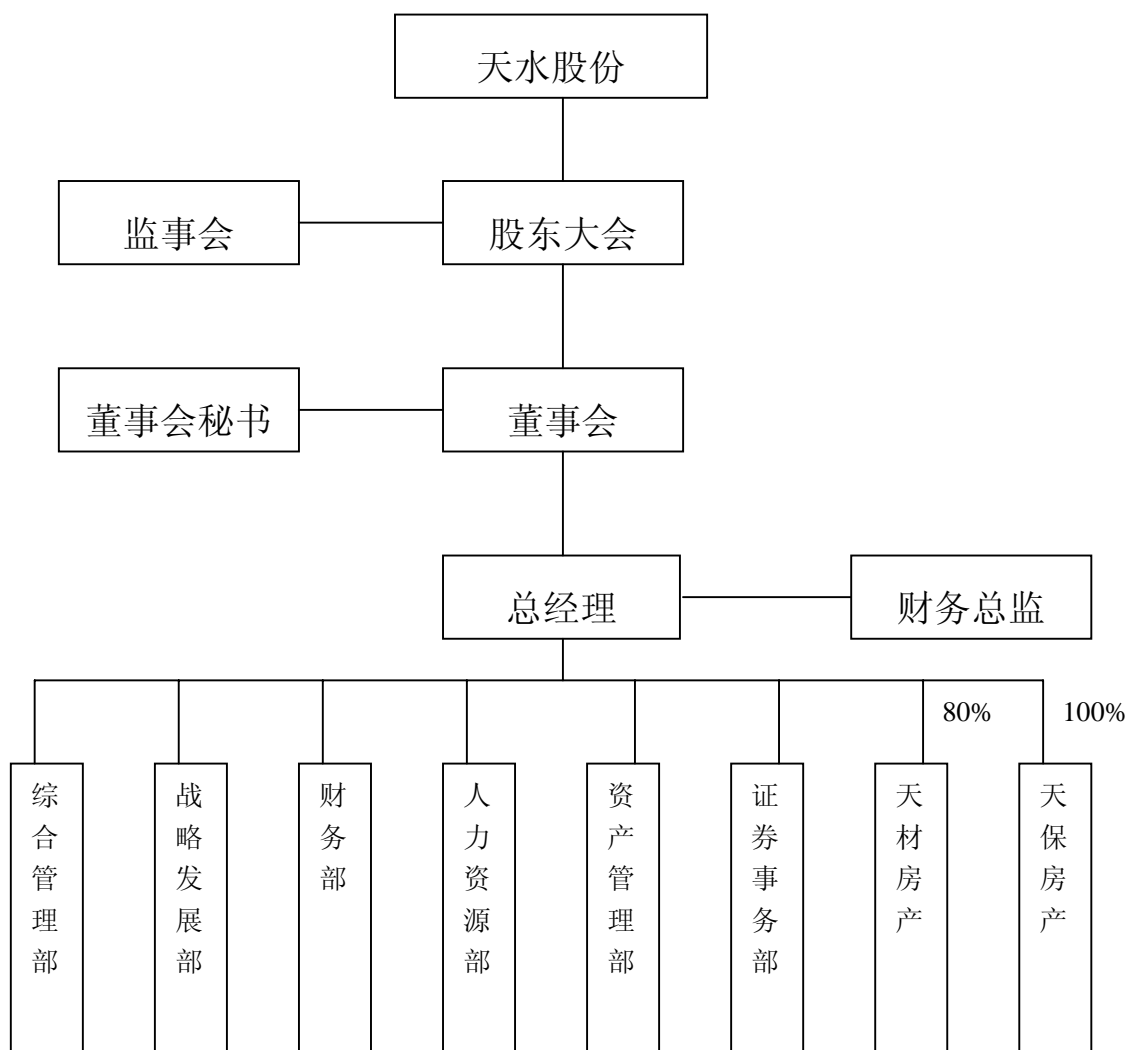 天水股份
监事会
股东大会
董事会秘书
董事会
总经理
财务总监
80%
100%
综合管理部
战略发展部
财务部
人力资源部
资产管理部
证券事务部
天材房产
天保房产